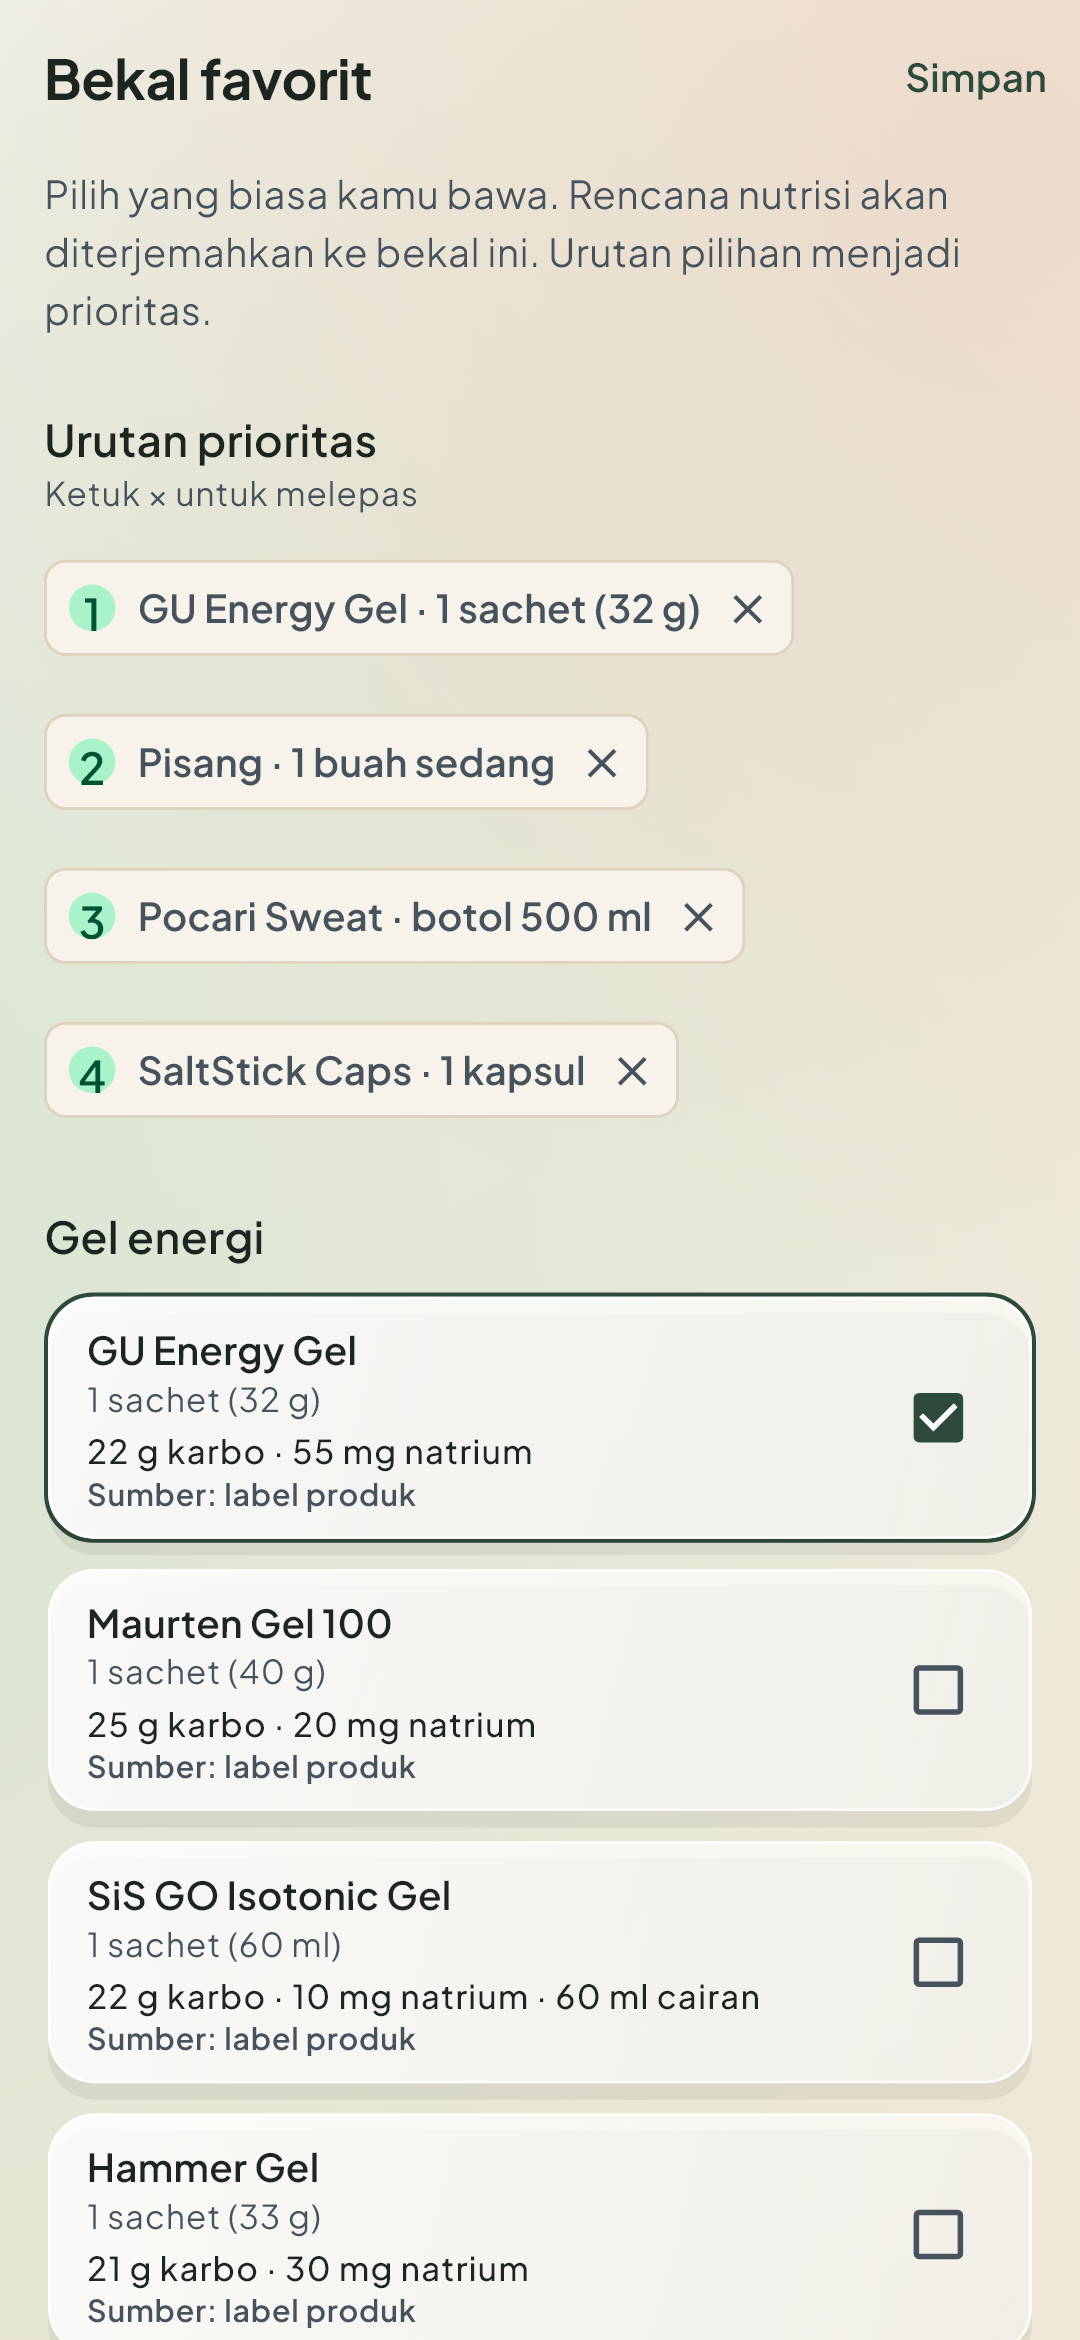 Bekal favorit
Simpan
Pilih yang biasa kamu bawa. Rencana nutrisi akan
diterjemahkan ke bekal ini. Urutan pilihan menjadi
prioritas.
Urutan prioritas
Ketuk × untuk melepas
1 GU Energy Gel · 1 sachet (32 g) ×
2 Pisang · 1 buah sedang ×
3 Pocari Sweat · botol 500 ml ×
4 SaltStick Caps · 1 kapsul ×
Gel energi
GU Energy Gel
1 sachet (32 g)
22 g karbo · 55 mg natrium
Sumber: label produk
Maurten Gel 100
1 sachet (40 g)
25 g karbo · 20 mg natrium
Sumber: label produk
SiS GO Isotonic Gel
1 sachet (60 ml)
22 g karbo · 10 mg natrium · 60 ml cairan
Sumber: label produk
Hammer Gel
1 sachet (33 g)
21 g karbo · 30 mg natrium
Sumber: label produk